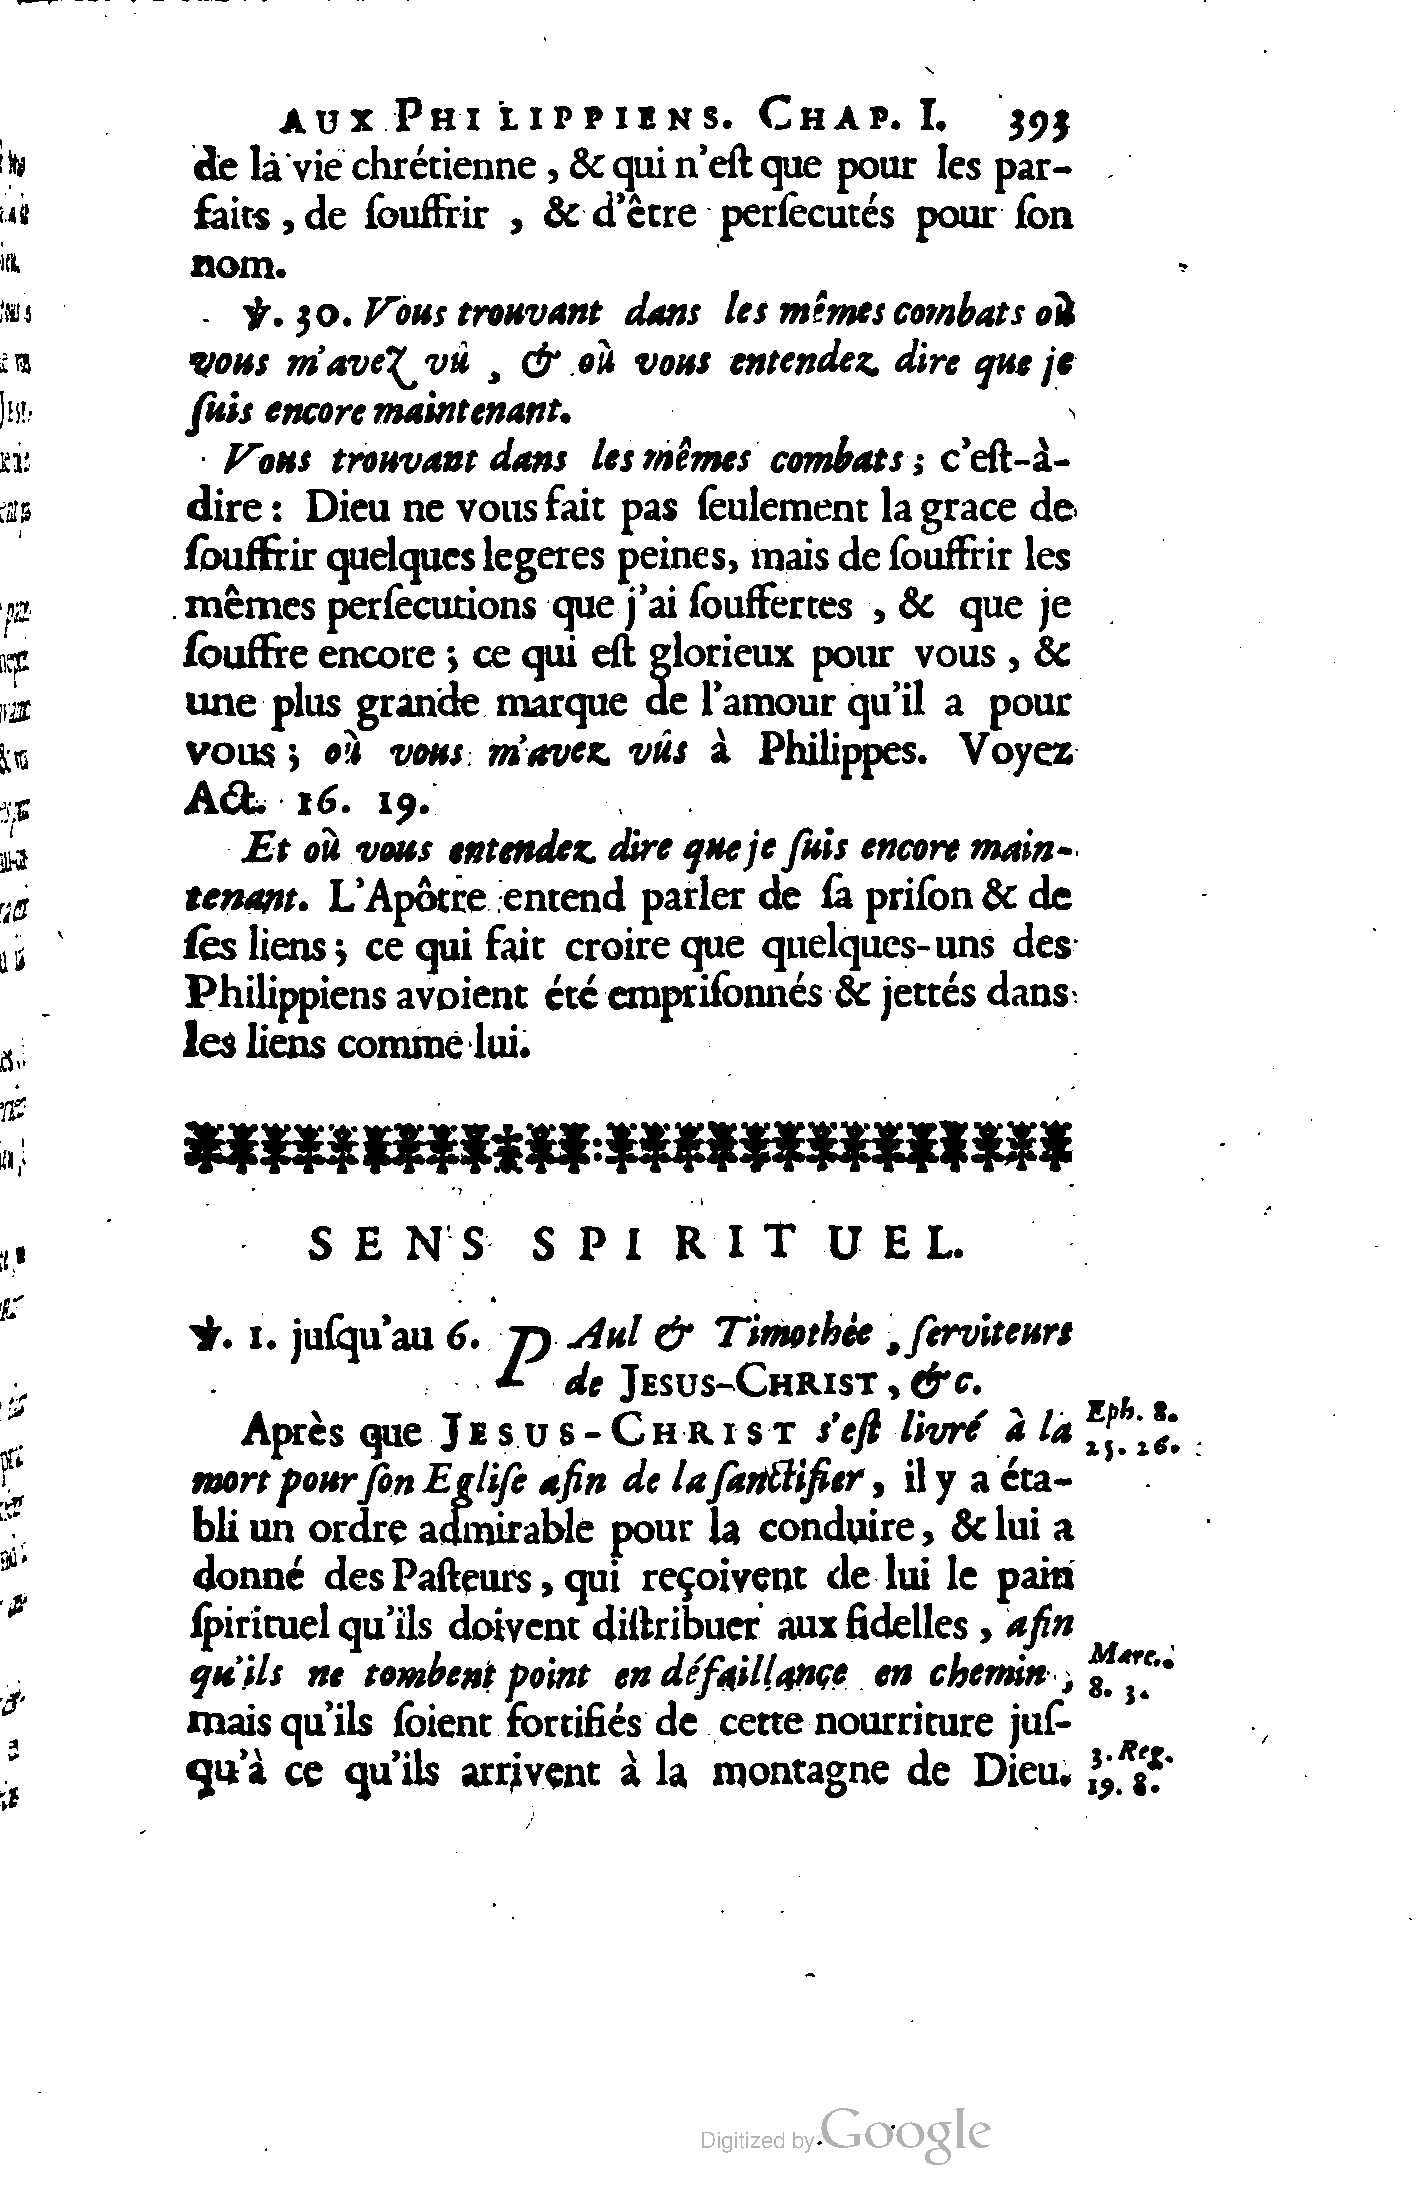 AUX PHILIPPIENS. CHAP. I. 393
de la vie chrétienne, & qui n'eſt que pour les par-
faits, de ſouffrir, & d'être perſecutés pour ſon
nom.
℣. 30. Vous trouvant dans les mêmes combats où
vous m'avez vû, & où vous entendez dire que je
ſuis encore maintenant.
Vous trouvant dans les mêmes combats; c'eſt-à-
dire: Dieu ne vous fait pas ſeulement la grace de
ſouffrir quelques legeres peines, mais de ſouffrir les
mêmes perſecutions que j'ai ſouffertes, & que je
ſouffre encore; ce qui eſt glorieux pour vous, &
une plus grande marque de l'amour qu'il a pour
vous; où vous m'avez vûs à Philippes. Voyez
Act. 16. 19.
Et où vous entendez dire que je ſuis encore main-
tenant. L'Apôtre entend parler de ſa priſon & de
ſes liens; ce qui fait croire que quelques-uns des
Philippiens avoient été empriſonnés & jettés dans
les liens comme lui.
SENS SPIRITUEL.
℣. 1. juſqu'au 6. PAul & Timothée, ſerviteurs
de JESUS-CHRIST, &c.
Après que JESUS-CHRIST s'eſt livré à la
Eph. 8.
25. 26.
mort pour ſon Egliſe afin de la ſanctifier, il y a éta-
bli un ordre admirable pour la conduire, & lui a
donné des Paſteurs, qui reçoivent de lui le pain
ſpirituel qu'ils doivent diſtribuer aux fidelles, afin
qu'ils ne tombent point en défaillance en chemin,
Marc.
8. 3.
mais qu'ils ſoient fortifiés de cette nourriture juſ-
qu'à ce qu'ils arrivent à la montagne de Dieu.
3. Reg.
19. 8.
Digitized by Google